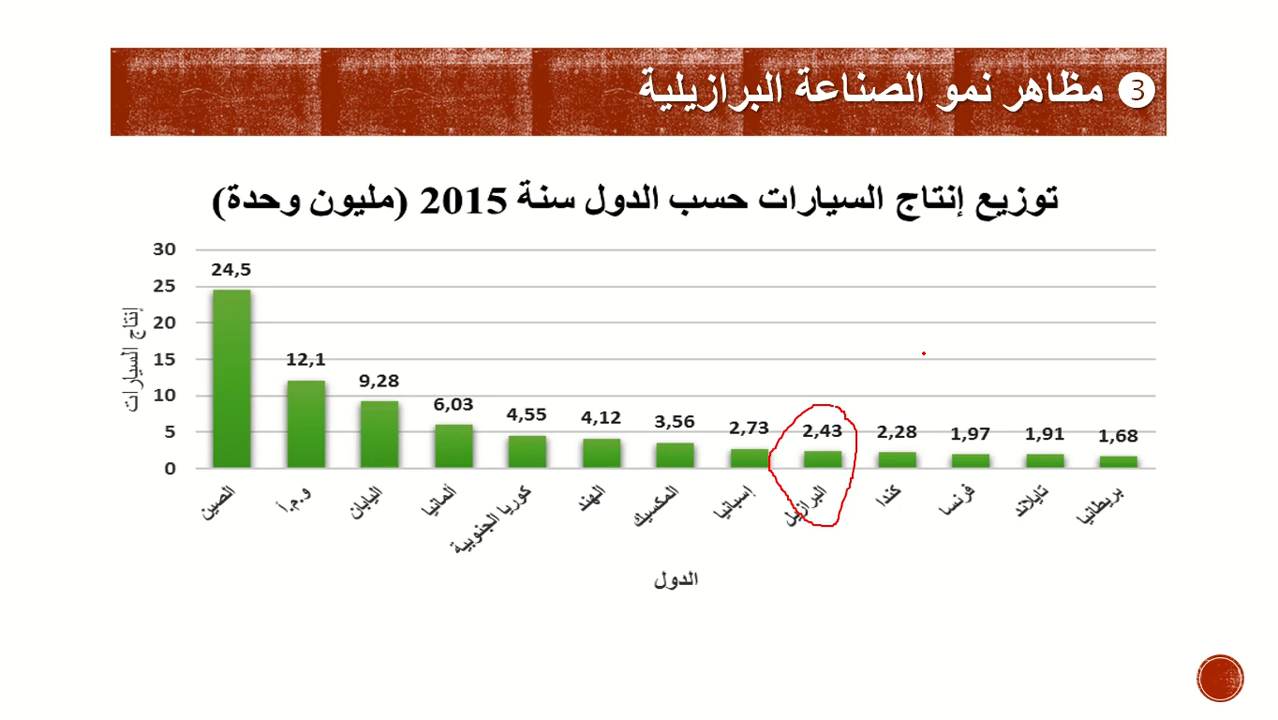 ❸ مظاهر نمو الصناعة البرازيلية
توزيع إنتاج السيارات حسب الدول سنة 2015 (مليون وحدة)
إنتاج السيارات
30
25
20
15
10
5
0
24,5
12,1
9,28
6,03
4,55
4,12
3,56
2,73
2,43
2,28
1,97
1,91
1,68
الصين
و.م.أ
اليابان
ألمانيا
كوريا الجنوبية
الهند
المكسيك
إسبانيا
البرازيل
كندا
فرنسا
تايلاند
بريطانيا
الدول